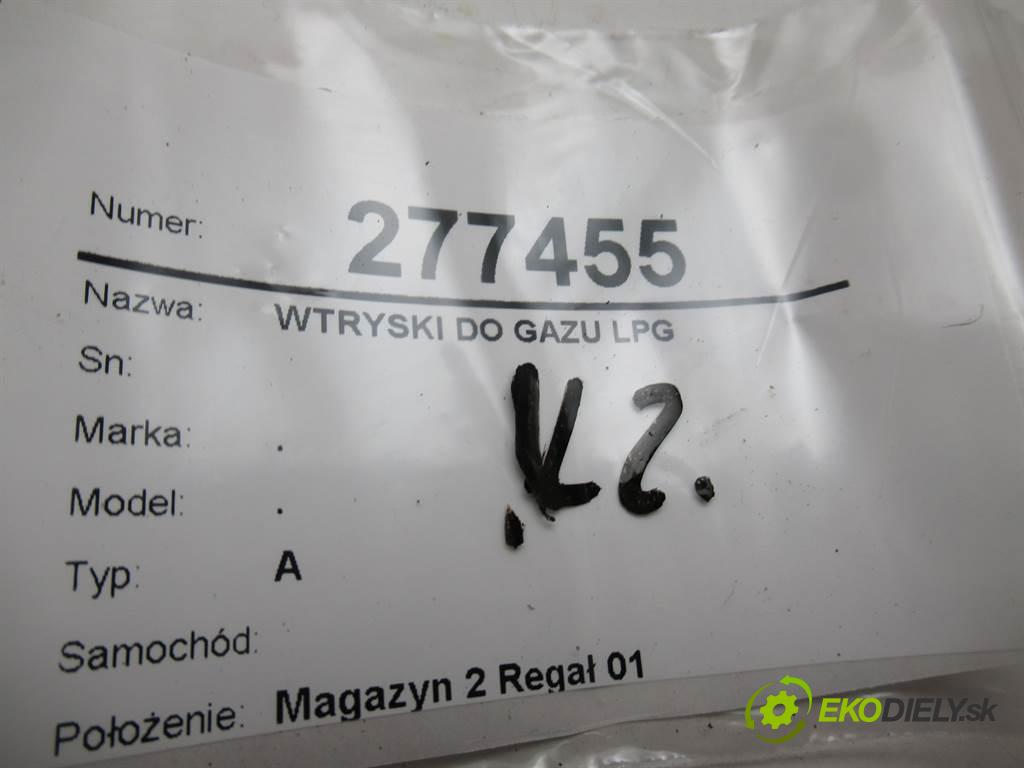 Numer: 277455
Nazwa: WTRYSKI DO GAZU LPG
Sn:
Marka: .
Model: .
Typ: A
Samochód:
Położenie: Magazyn 2 Regał 01
EKODIELY.sk